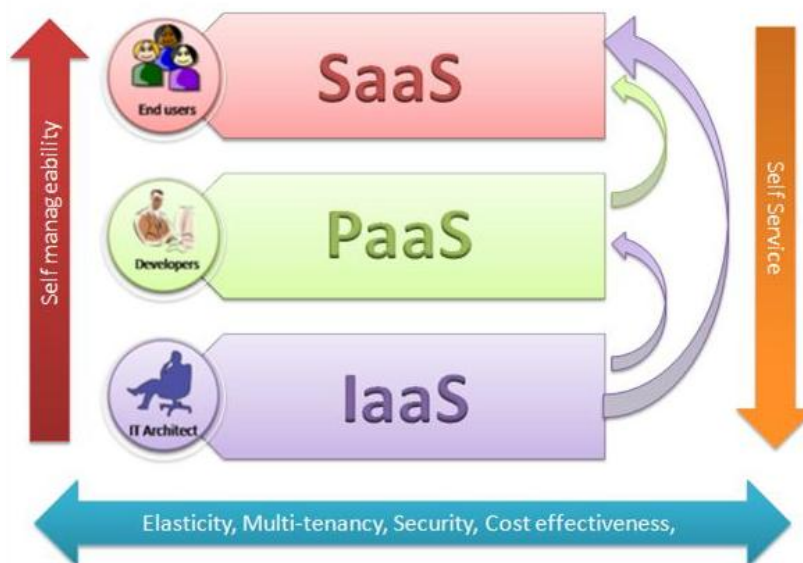 SaaS
End users
Self manageability
PaaS
Developers
Self Service
IaaS
IT Architect
Elasticity, Multi-tenancy, Security, Cost effectiveness,